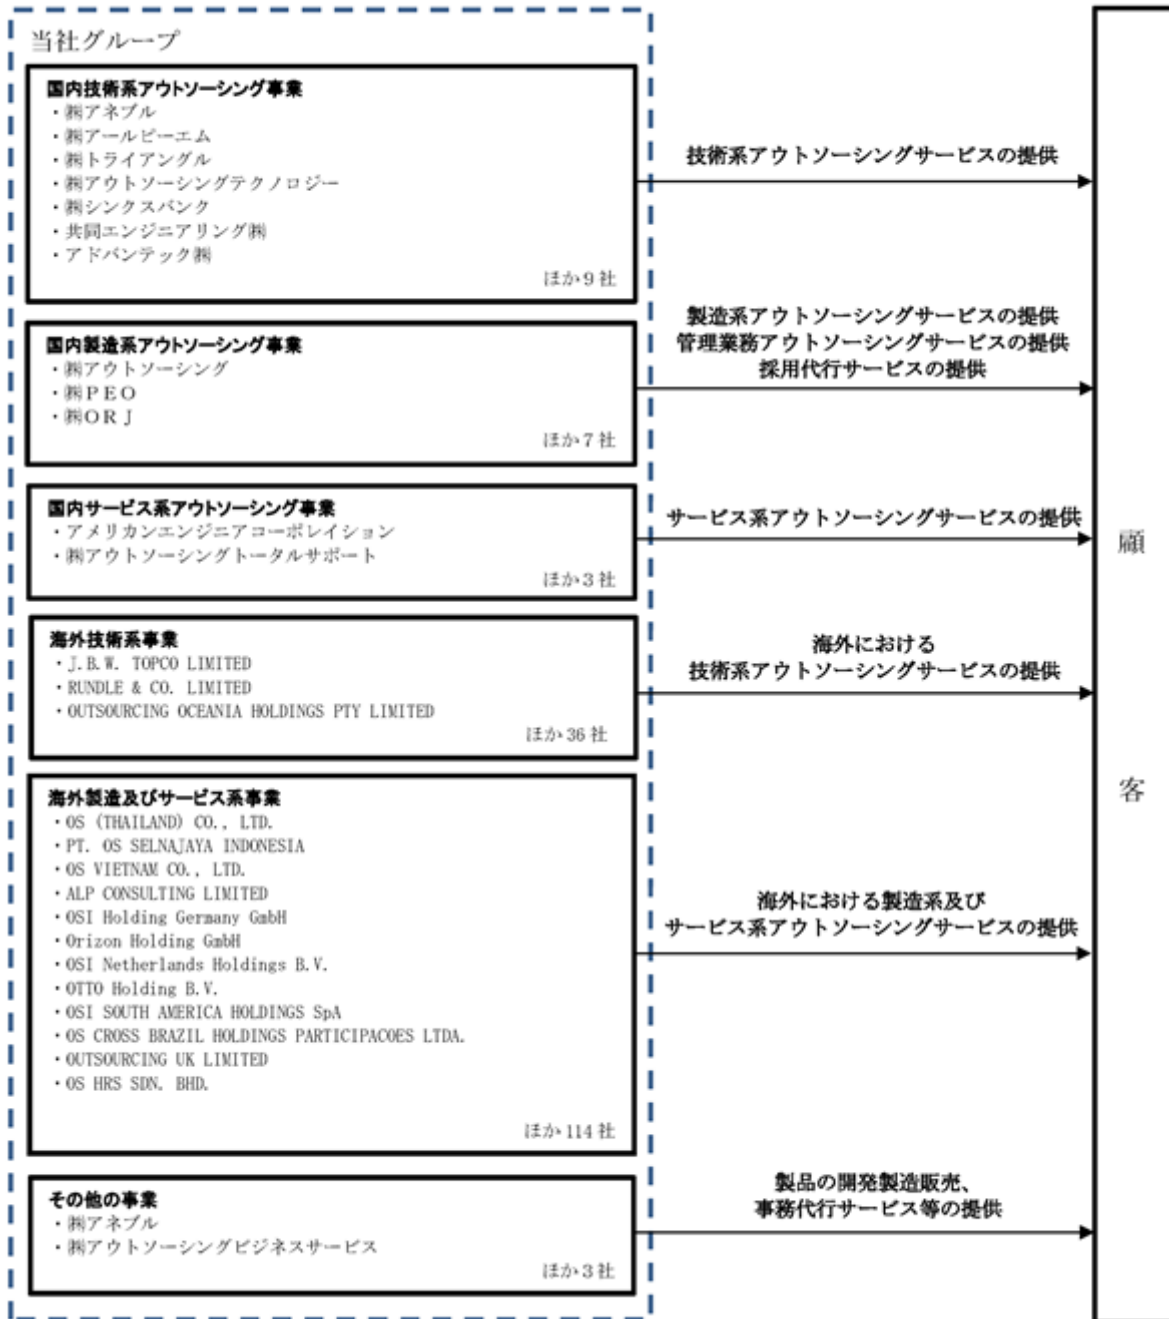 当社グループ
国内技術系アウトソーシング事業
・㈱アネブル
・㈱アールピーエム
・㈱トライアングル
・㈱アウトソーシングテクノロジー
・㈱シンクスバンク
・共同エンジニアリング㈱
・アドバンテック㈱
ほか9社
技術系アウトソーシングサービスの提供
国内製造系アウトソーシング事業
・㈱アウトソーシング
・㈱PEO
・㈱ORJ
ほか7社
製造系アウトソーシングサービスの提供
管理業務アウトソーシングサービスの提供
採用代行サービスの提供
国内サービス系アウトソーシング事業
・アメリカンエンジニアコーポレイション
・㈱アウトソーシングトータルサポート
ほか3社
サービス系アウトソーシングサービスの提供
海外技術系事業
・J.B.W. TOPCO LIMITED
・RUNDLE & CO. LIMITED
・OUTSOURCING OCEANIA HOLDINGS PTY LIMITED
ほか36社
海外における
技術系アウトソーシングサービスの提供
海外製造及びサービス系事業
・OS (THAILAND) CO., LTD.
・PT. OS SELNAJAYA INDONESIA
・OS VIETNAM CO., LTD.
・ALP CONSULTING LIMITED
・OSI Holding Germany GmbH
・Orizon Holding GmbH
・OSI Netherlands Holdings B.V.
・OTTO Holding B.V.
・OSI SOUTH AMERICA HOLDINGS SpA
・OS CROSS BRAZIL HOLDINGS PARTICIPACOES LTDA.
・OUTSOURCING UK LIMITED
・OS HRS SDN. BHD.
ほか114社
海外における製造系及び
サービス系アウトソーシングサービスの提供
その他の事業
・㈱アネブル
・㈱アウトソーシングビジネスサービス
ほか3社
製品の開発製造販売、
事務代行サービス等の提供
顧
客